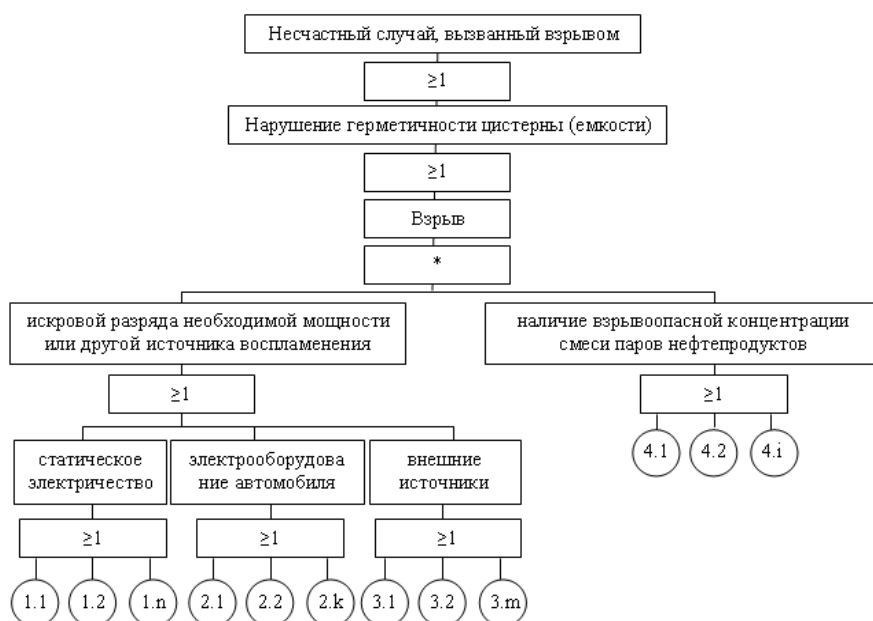 Несчастный случай, вызванный взрывом
≥1
Нарушение герметичности цистерны (емкости)
≥1
Взрыв
*
искровой разряда необходимой мощности
или другой источника воспламенения
наличие взрывоопасной концентрации
смеси паров нефтепродуктов
≥1
≥1
4.1 4.2 4.i
статическое
электричество
электрооборудова
ние автомобиля
внешние
источники
≥1 ≥1 ≥1
1.1 1.2 1.n 2.1 2.2 2.k 3.1 3.2 3.m